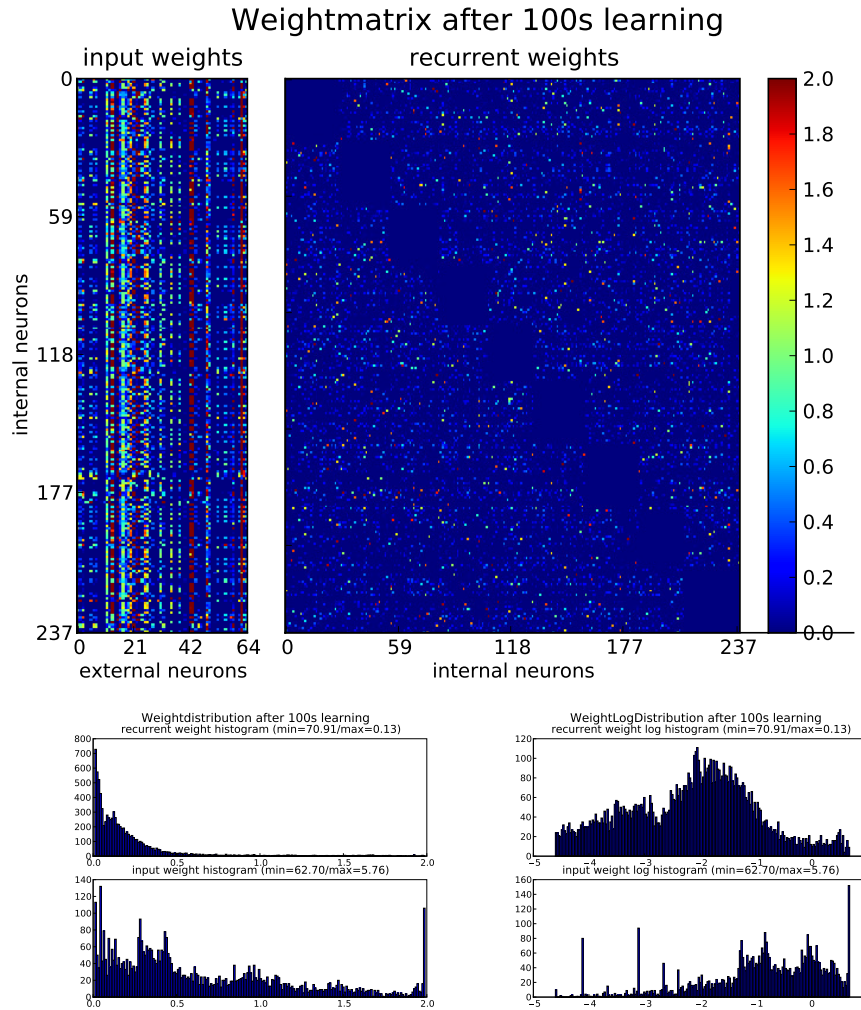 Weightmatrix after 100s learning
input weights
recurrent weights
0
59
118
177
237
internal neurons
0 21 42 64
external neurons
0 59 118 177 237
internal neurons
2.0
1.8
1.6
1.4
1.2
1.0
0.8
0.6
0.4
0.2
0.0
Weightdistribution after 100s learning
recurrent weight histogram (min=70.91/max=0.13)
800
700
600
500
400
300
200
100
0
0.0 0.5 1.0 1.5 2.0
input weight histogram (min=62.70/max=5.76)
140
120
100
80
60
40
20
0
0.0 0.5 1.0 1.5 2.0
WeightLogDistribution after 100s learning
recurrent weight log histogram (min=70.91/max=0.13)
120
100
80
60
40
20
0
−5 −4 −3 −2 −1 0
input weight log histogram (min=62.70/max=5.76)
160
140
120
100
80
60
40
20
0
−5 −4 −3 −2 −1 0